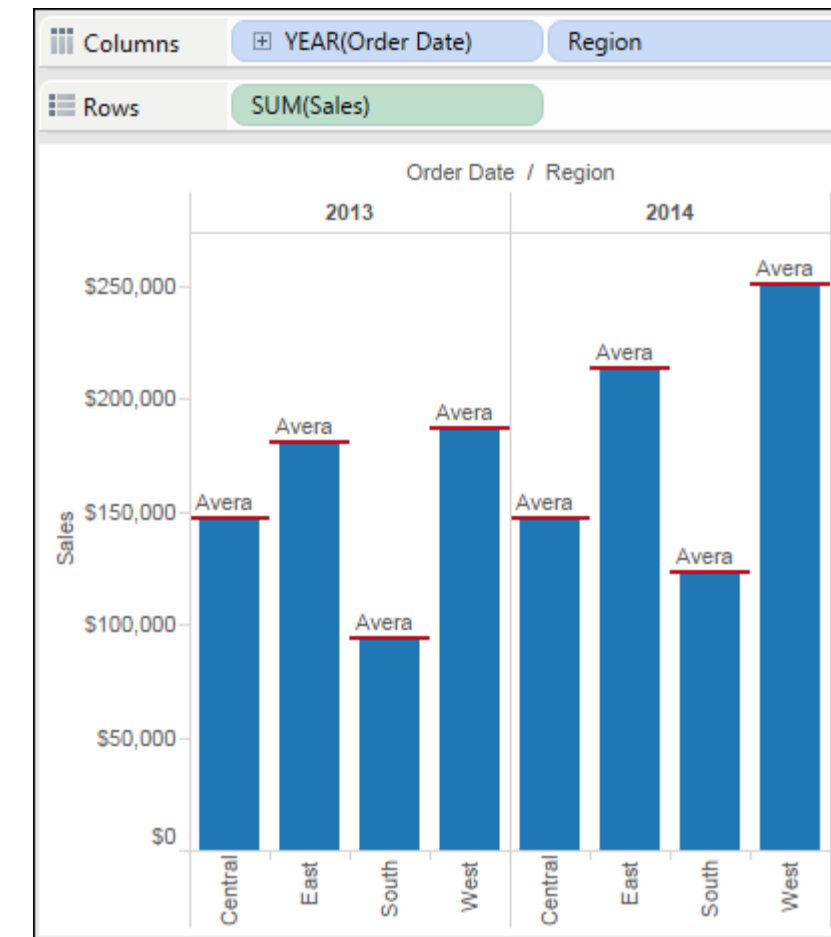 Columns YEAR(Order Date) Region
Rows SUM(Sales)
Order Date / Region
2013 2014
Avera
$250,000
Avera
$200,000
Avera
Avera
Avera
Avera
$150,000
Avera
Avera
$100,000
$50,000
$0
Sales
Central East South West Central East South West